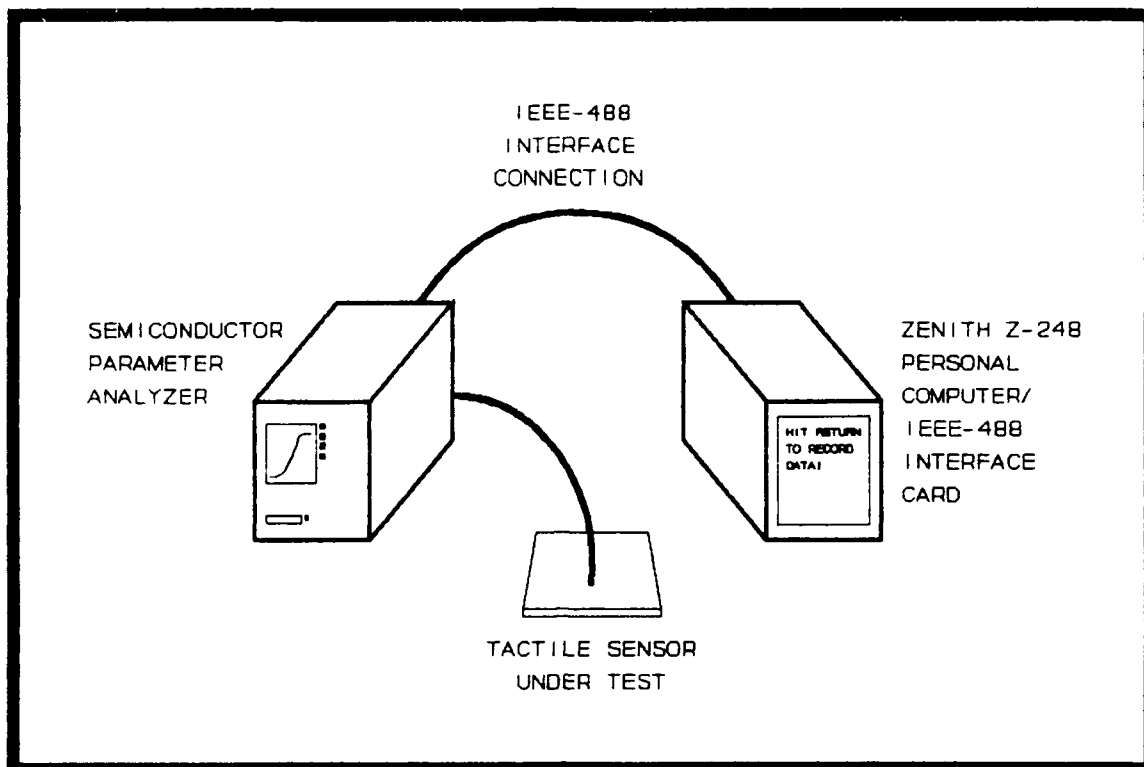 IEEE-488
INTERFACE
CONNECTION
SEMICONDUCTOR
PARAMETER
ANALYZER
ZENITH Z-248
PERSONAL
COMPUTER/
IEEE-488
INTERFACE
CARD
HIT RETURN
TO RECORD
DATA!
TACTILE SENSOR
UNDER TEST